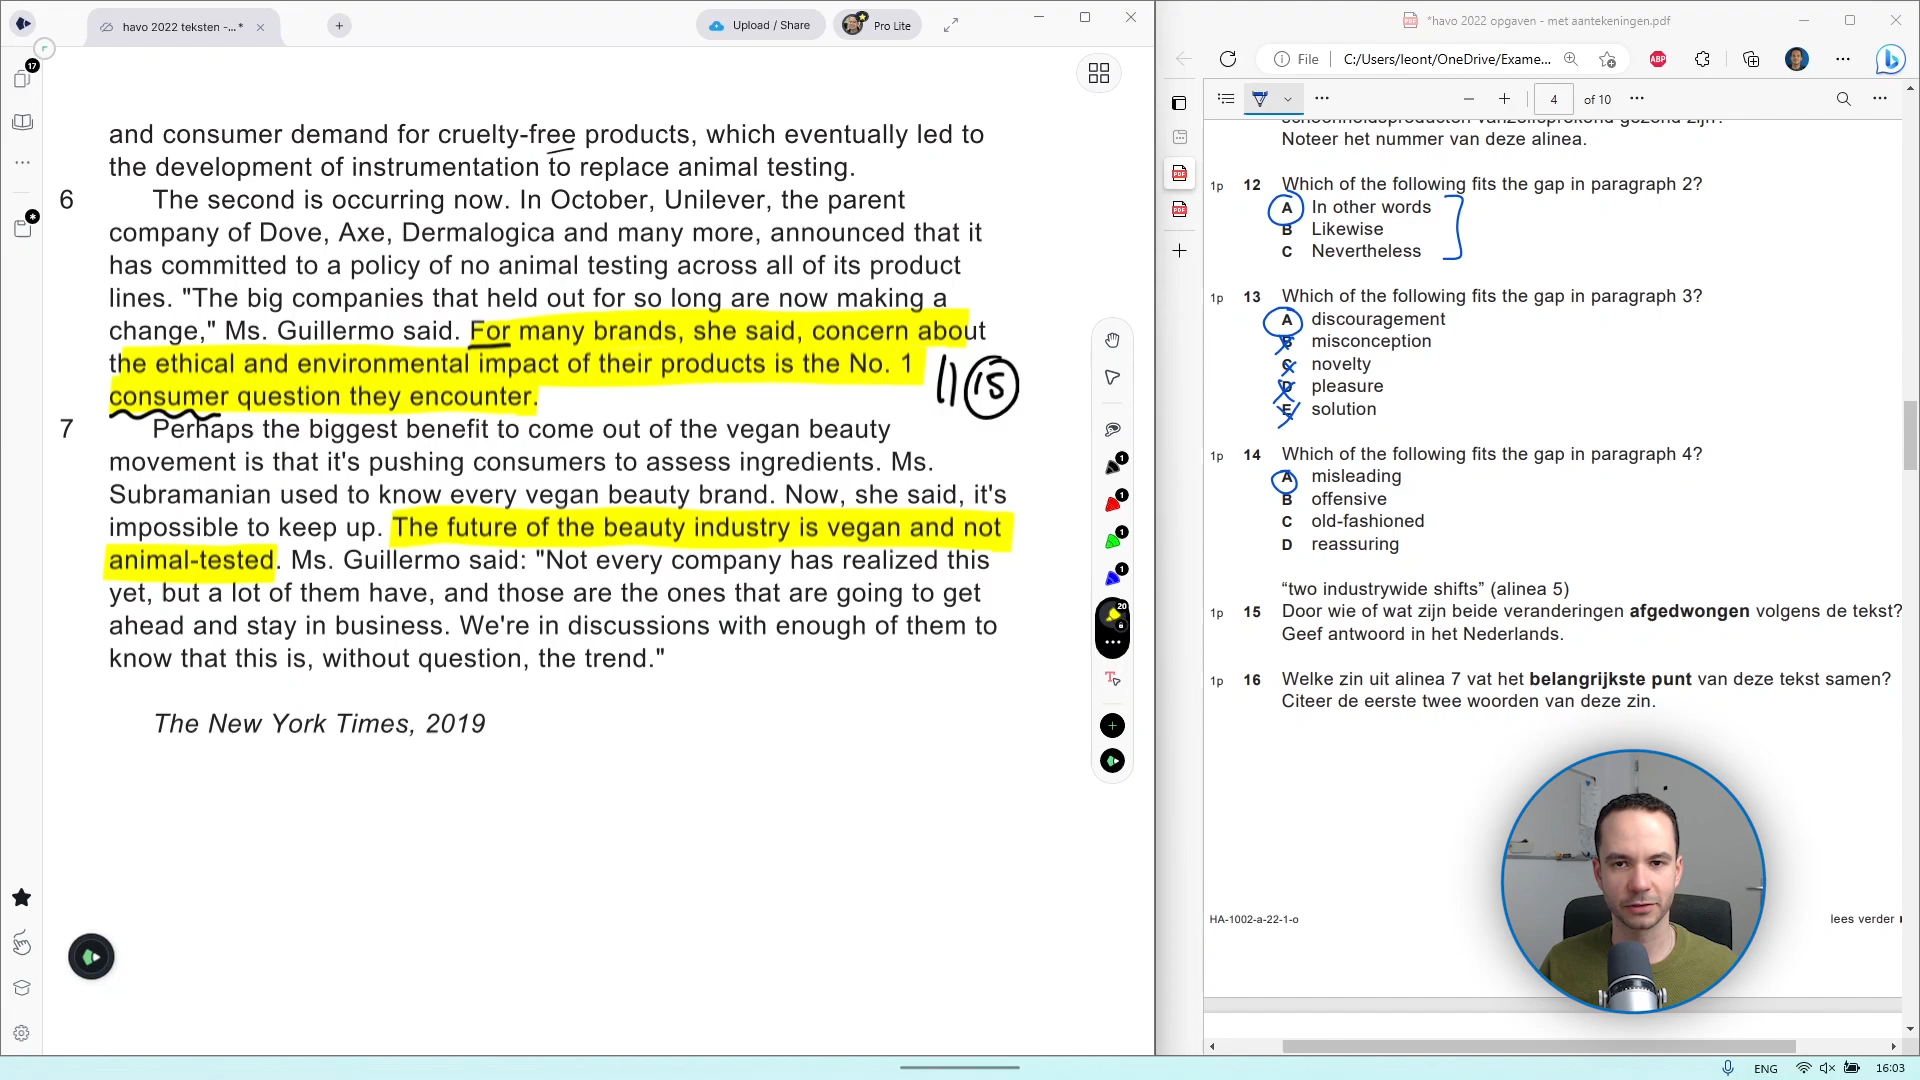 havo 2022 teksten -...*
Upload / Share
Pro Lite
*havo 2022 opgaven - met aantekeningen.pdf
17
File
C:/Users/leont/OneDrive/Exame...
ABP
4
of 10
and consumer demand for cruelty-free products, which eventually led to
the development of instrumentation to replace animal testing.
6
The second is occurring now. In October, Unilever, the parent
company of Dove, Axe, Dermalogica and many more, announced that it
has committed to a policy of no animal testing across all of its product
lines. "The big companies that held out for so long are now making a
change," Ms. Guillermo said. For many brands, she said, concern about
the ethical and environmental impact of their products is the No. 1
consumer question they encounter.
15
7
Perhaps the biggest benefit to come out of the vegan beauty
movement is that it's pushing consumers to assess ingredients. Ms.
Subramanian used to know every vegan beauty brand. Now, she said, it's
impossible to keep up. The future of the beauty industry is vegan and not
animal-tested. Ms. Guillermo said: "Not every company has realized this
yet, but a lot of them have, and those are the ones that are going to get
ahead and stay in business. We're in discussions with enough of them to
know that this is, without question, the trend."
The New York Times, 2019
1
1
1
1
20
Noteer het nummer van deze alinea.
1p 12 Which of the following fits the gap in paragraph 2?
A In other words
B Likewise
C Nevertheless
1p 13 Which of the following fits the gap in paragraph 3?
A discouragement
B misconception
C novelty
D pleasure
E solution
1p 14 Which of the following fits the gap in paragraph 4?
A misleading
B offensive
C old-fashioned
D reassuring
“two industrywide shifts” (alinea 5)
1p 15 Door wie of wat zijn beide veranderingen afgedwongen volgens de tekst?
Geef antwoord in het Nederlands.
1p 16 Welke zin uit alinea 7 vat het belangrijkste punt van deze tekst samen?
Citeer de eerste twee woorden van deze zin.
HA-1002-a-22-1-o
lees verder
ENG
16:03